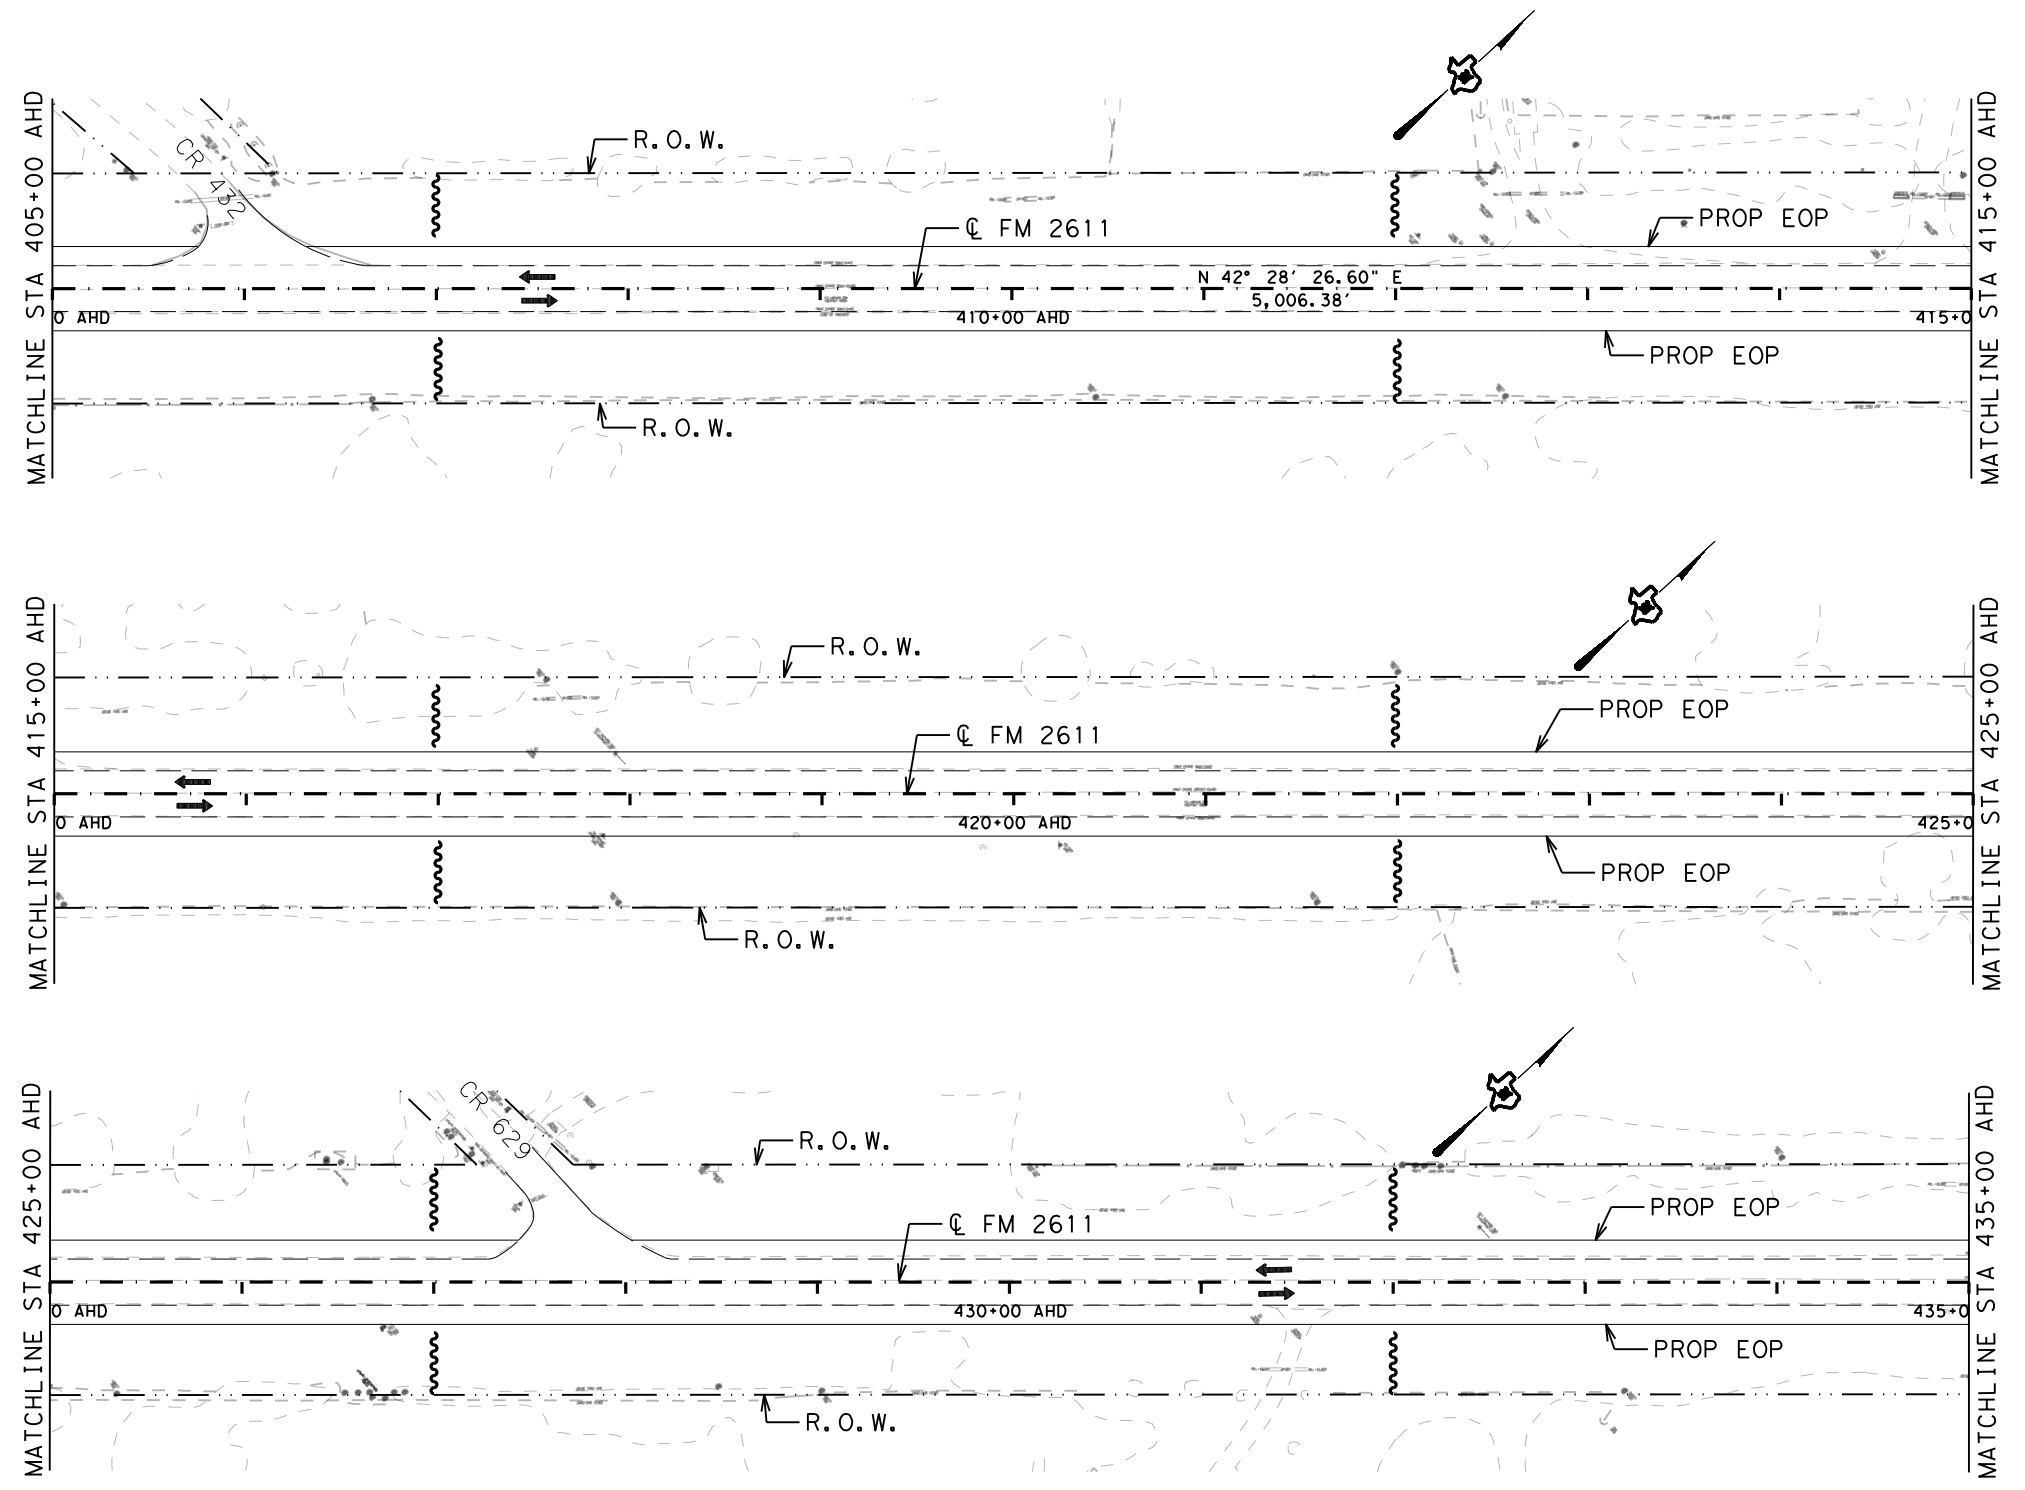 MATCHLINE STA 405+00 AHD
CR 432
R.O.W.
℄ FM 2611
N 42° 28' 26.60" E
5,006.38'
PROP EOP
0 AHD
410+00 AHD
415+0
PROP EOP
R.O.W.
MATCHLINE STA 415+00 AHD
MATCHLINE STA 415+00 AHD
R.O.W.
PROP EOP
℄ FM 2611
0 AHD
420+00 AHD
425+0
PROP EOP
R.O.W.
MATCHLINE STA 425+00 AHD
MATCHLINE STA 425+00 AHD
CR 629
R.O.W.
PROP EOP
℄ FM 2611
0 AHD
430+00 AHD
435+0
PROP EOP
R.O.W.
MATCHLINE STA 435+00 AHD